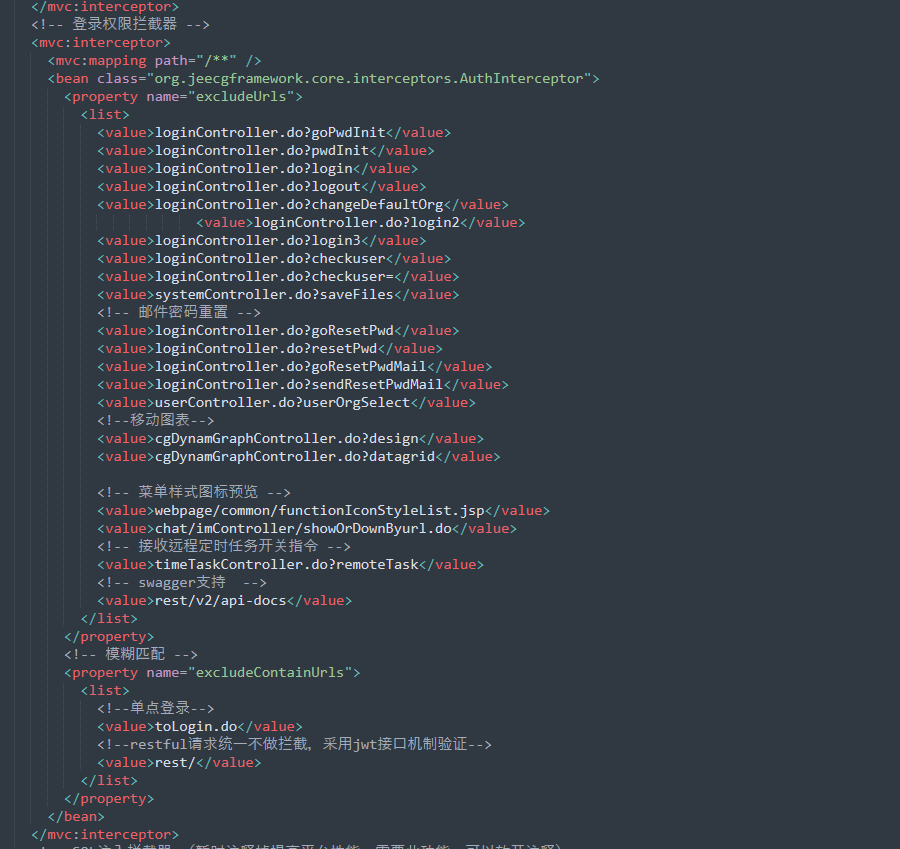 </mvc:interceptor>
<!-- 登录权限拦截器 -->
<mvc:interceptor>
<mvc:mapping path="/**" />
<bean class="org.jeecgframework.core.interceptors.AuthInterceptor">
<property name="excludeUrls">
<list>
<value>loginController.do?goPwdInit</value>
<value>loginController.do?pwdInit</value>
<value>loginController.do?login</value>
<value>loginController.do?logout</value>
<value>loginController.do?changeDefaultOrg</value>
<value>loginController.do?login2</value>
<value>loginController.do?login3</value>
<value>loginController.do?checkuser</value>
<value>loginController.do?checkuser=</value>
<value>systemController.do?saveFiles</value>
<!-- 邮件密码重置 -->
<value>loginController.do?goResetPwd</value>
<value>loginController.do?resetPwd</value>
<value>loginController.do?goResetPwdMail</value>
<value>loginController.do?sendResetPwdMail</value>
<value>userController.do?userOrgSelect</value>
<!--移动图表-->
<value>cgDynamGraphController.do?design</value>
<value>cgDynamGraphController.do?datagrid</value>
<!-- 菜单样式图标预览 -->
<value>webpage/common/functionIconStyleList.jsp</value>
<value>chat/imController/showOrDownByurl.do</value>
<!-- 接收远程定时任务开关指令 -->
<value>timeTaskController.do?remoteTask</value>
<!-- swagger支持  -->
<value>rest/v2/api-docs</value>
</list>
</property>
<!-- 模糊匹配 -->
<property name="excludeContainUrls">
<list>
<!--单点登录-->
<value>toLogin.do</value>
<!--restful请求统一不做拦截, 采用jwt接口机制验证-->
<value>rest/</value>
</list>
</property>
</bean>
</mvc:interceptor>